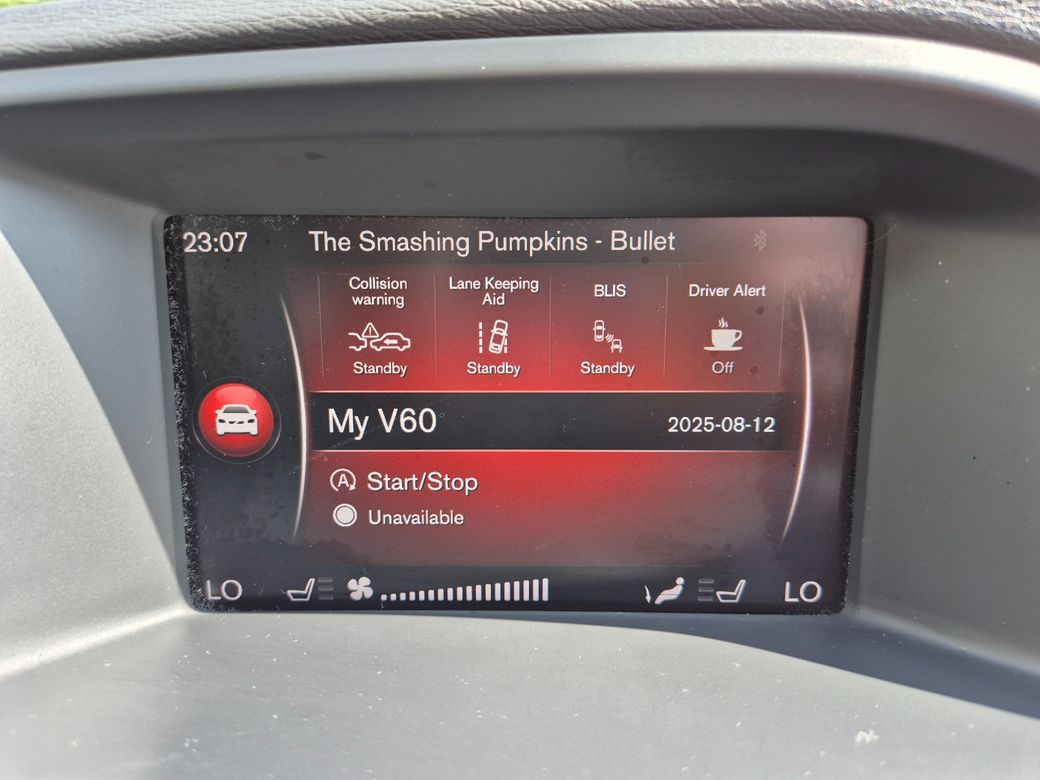 23:07 The Smashing Pumpkins - Bullet
Collision warning
Lane Keeping Aid
BLIS
Driver Alert
Standby Standby Standby Off
My V60 2025-08-12
A Start/Stop
Unavailable
LO LO